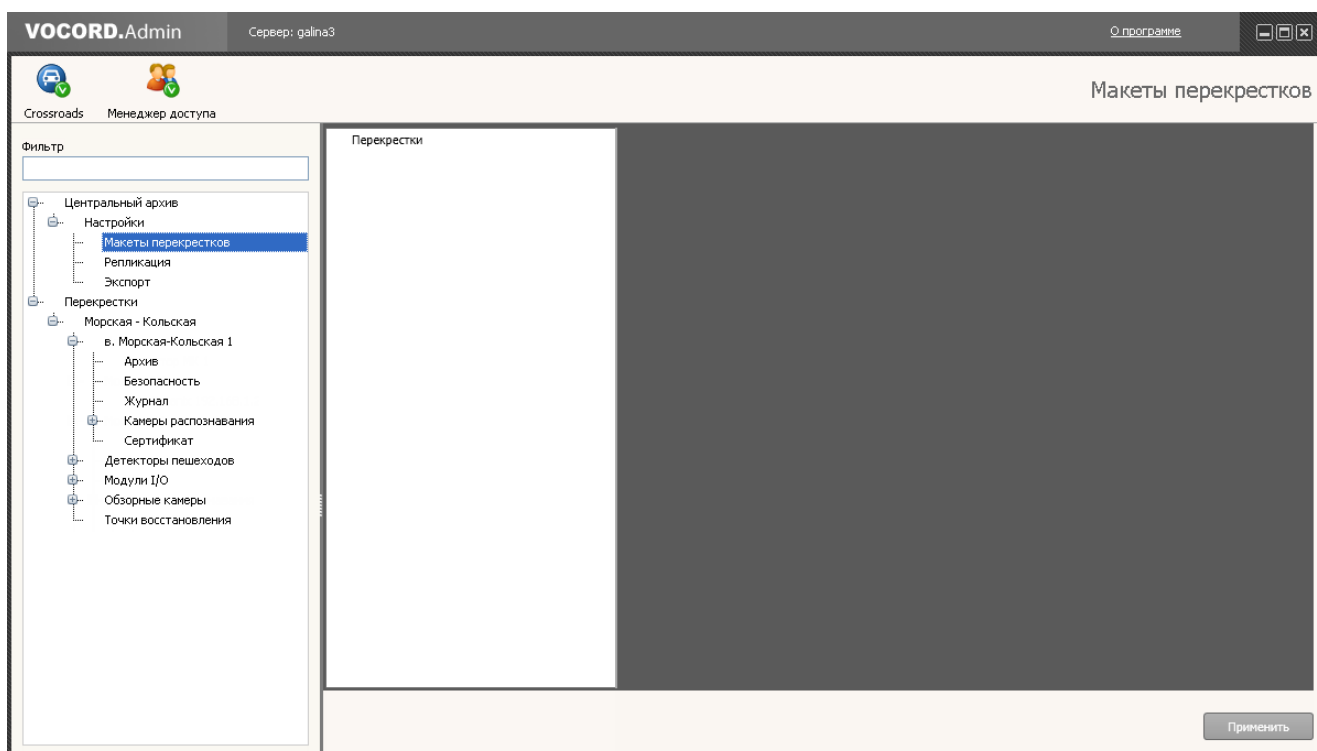 VOCORD.Admin
Сервер: galina3
О программе
Crossroads
Менеджер доступа
Макеты перекрестков
Фильтр
Центральный архив
Настройки
Макеты перекрестков
Репликация
Экспорт
Перекрестки
Морская - Кольская
в. Морская-Кольская 1
Архив
Безопасность
Журнал
Камеры распознавания
Сертификат
Детекторы пешеходов
Модули I/O
Обзорные камеры
Точки восстановления
Перекрестки
Применить